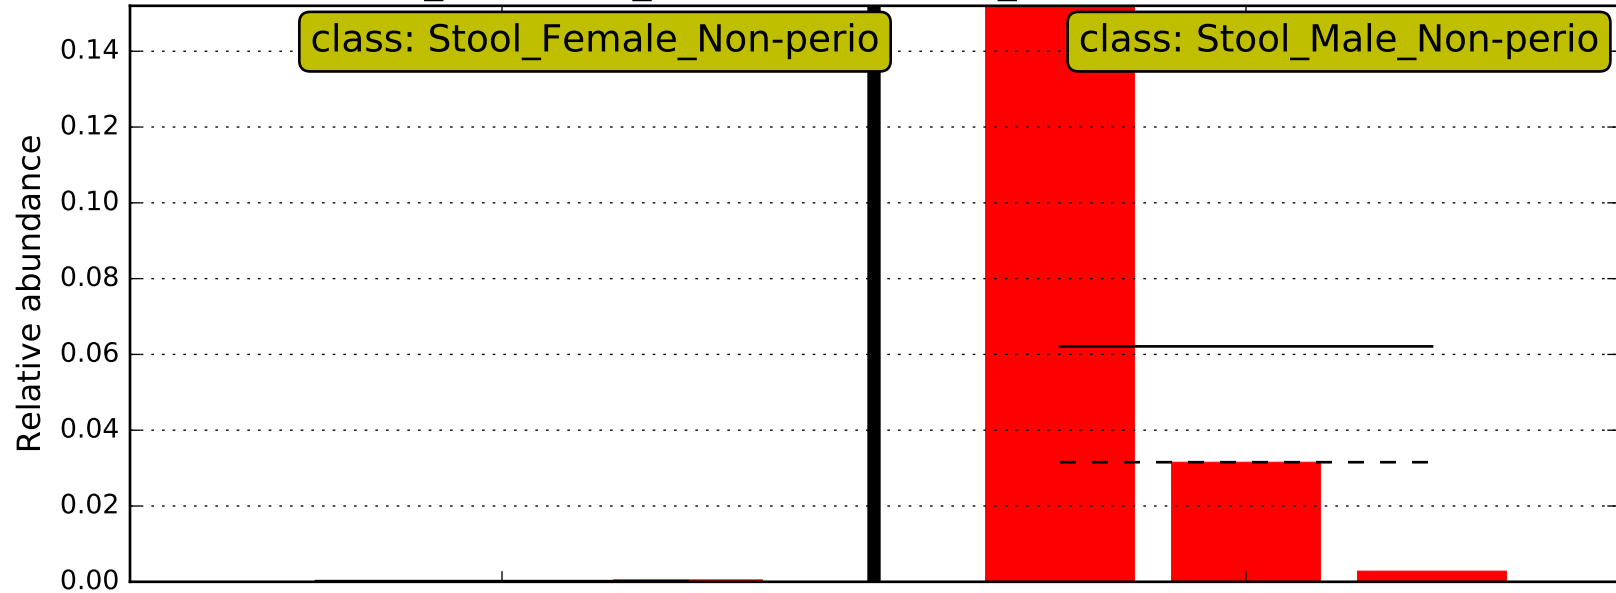 class: Stool_Female_Non-perio
class: Stool_Male_Non-perio
Relative abundance
0.14
0.12
0.10
0.08
0.06
0.04
0.02
0.00